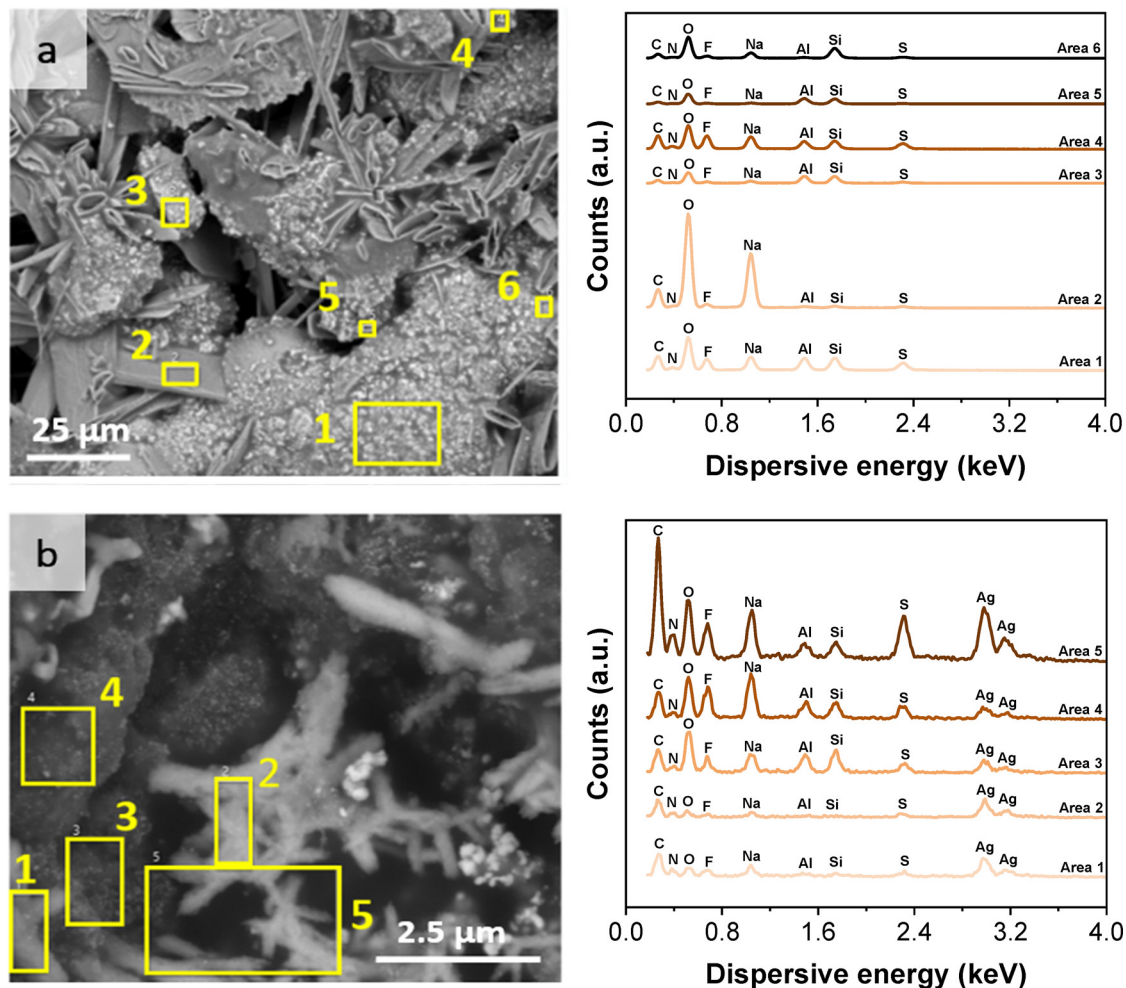 a
4
3
5
6
2
2
1
25 µm
C N O F Na Al Si S Area 6
C N O F Na Al Si S Area 5
C N O F Na Al Si S Area 4
C N O F Na Al Si S Area 3
C N O F Na Al Si S Area 2
C N O F Na Al Si S Area 1
Counts (a.u.)
0.0 0.8 1.6 2.4 3.2 4.0
Dispersive energy (keV)
b
4
4
2
2
3
3
5
1
5
2.5 µm
C N O F Na Al Si S Ag Ag Area 5
C N O F Na Al Si S Ag Ag Area 4
C N O F Na Al Si S Ag Ag Area 3
C N O F Na Al Si S Ag Ag Area 2
C N O F Na Al Si S Ag Ag Area 1
Counts (a.u.)
0.0 0.8 1.6 2.4 3.2 4.0
Dispersive energy (keV)